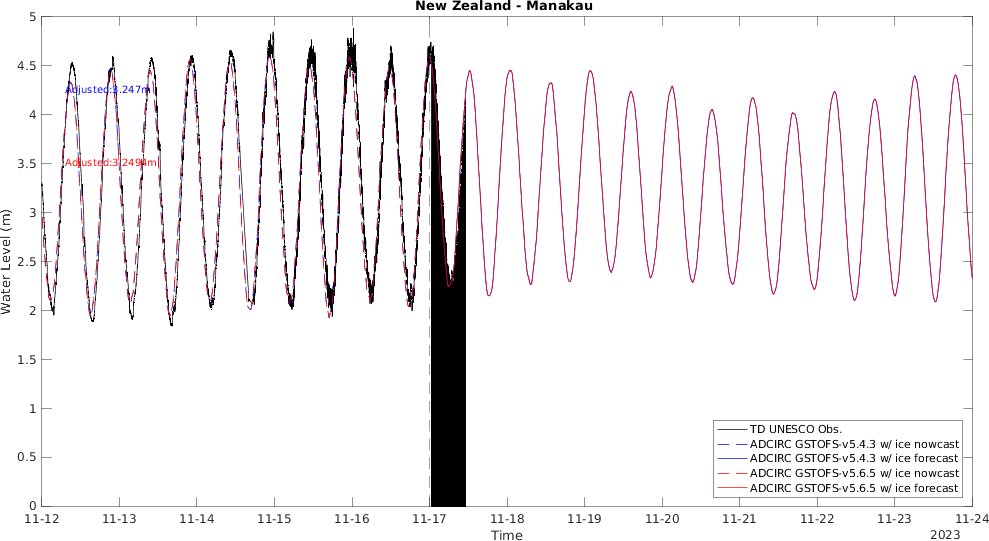 New Zealand - Manakau
5
4.5
4
3.5
3
2.5
2
1.5
1
0.5
0
Water Level (m)
Adjusted:3.247m
Adjusted:3.2494m
TD UNESCO Obs.
ADCIRC GSTOFS-v5.4.3 w/ ice nowcast
ADCIRC GSTOFS-v5.4.3 w/ ice forecast
ADCIRC GSTOFS-v5.6.5 w/ ice nowcast
ADCIRC GSTOFS-v5.6.5 w/ ice forecast
11-12 11-13 11-14 11-15 11-16 11-17 11-18 11-19 11-20 11-21 11-22 11-23 11-24
Time
2023